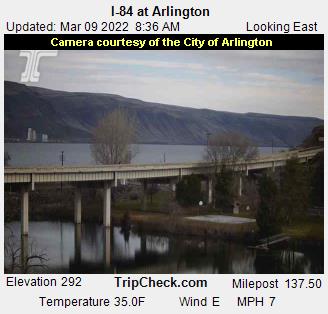 I-84 at Arlington
Updated: Mar 09 2022 8:36 AM Looking East
Camera courtesy of the City of Arlington
Elevation 292 TripCheck.com Milepost 137.50
Temperature 35.0F Wind E MPH 7